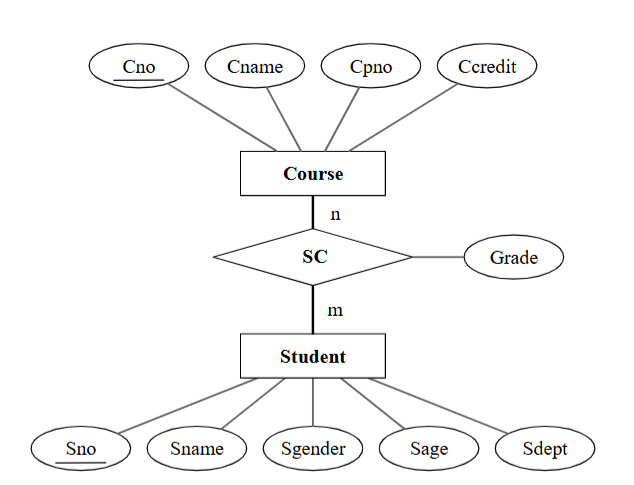 Cno Cname Cpno Ccredit
Course
n
SC Grade
m
Student
Sno Sname Sgender Sage Sdept